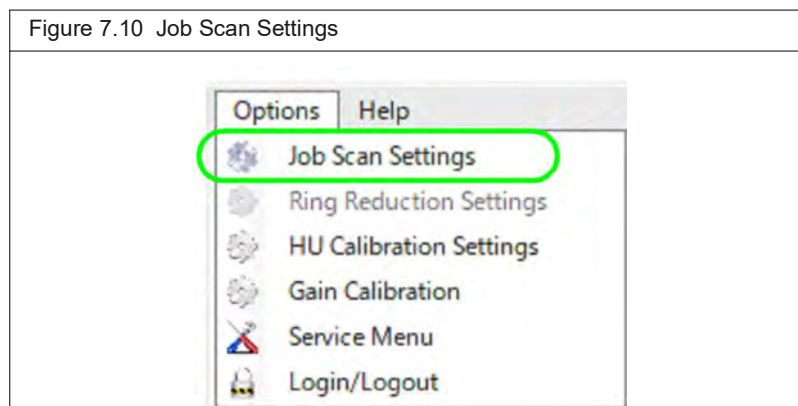 Figure 7.10 Job Scan Settings
Options Help
Job Scan Settings
Ring Reduction Settings
HU Calibration Settings
Gain Calibration
Service Menu
Login/Logout